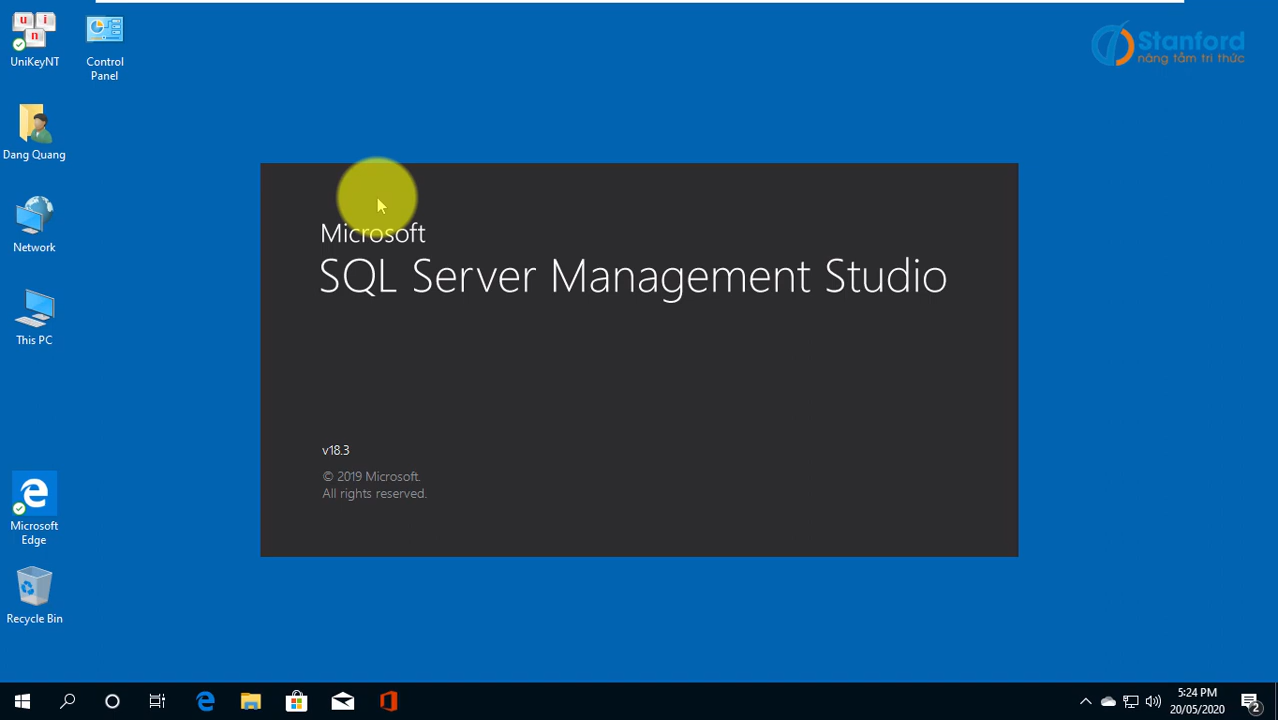 UniKeyNT
Control
Panel
Stanford
nâng tầm tri thức
Dang Quang
Network
This PC
Microsoft
SQL Server Management Studio
v18.3
© 2019 Microsoft.
All rights reserved.
Microsoft
Edge
Recycle Bin
5:24 PM
20/05/2020
2